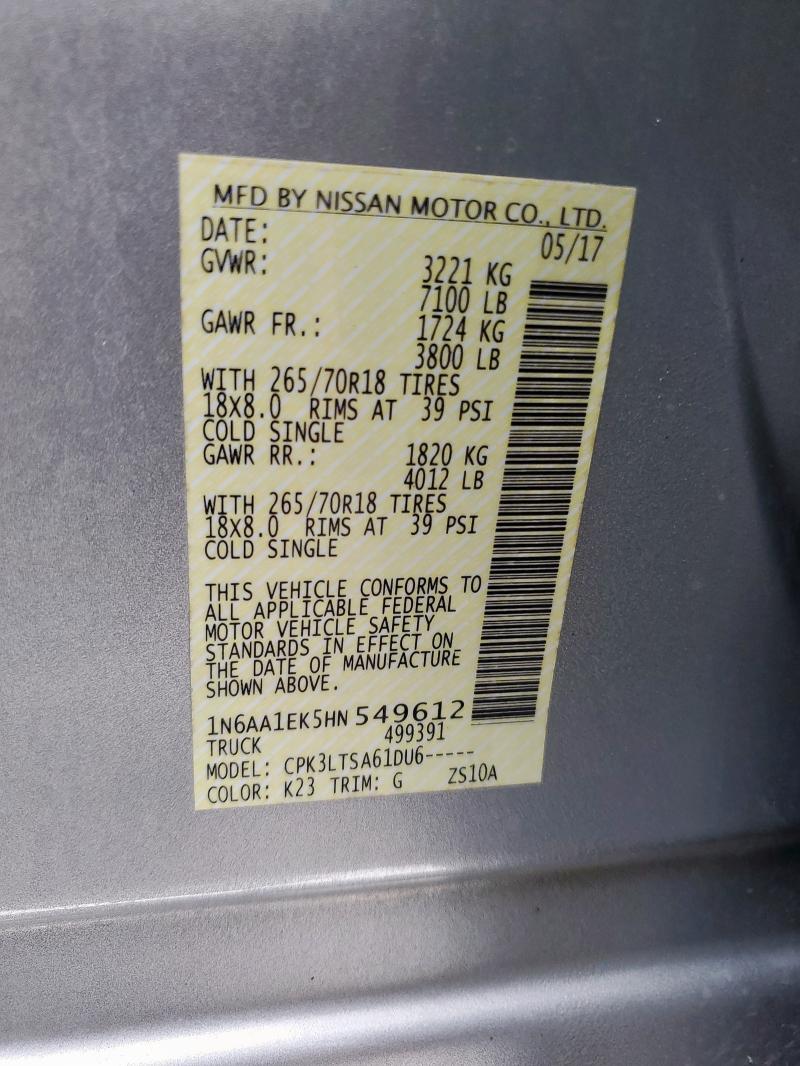 MFD BY NISSAN MOTOR CO., LTD.
DATE: 05/17
GVWR: 3221 KG
7100 LB
GAWR FR.: 1724 KG
3800 LB
WITH 265/70R18 TIRES
18X8.0 RIMS AT 39 PSI
COLD SINGLE
GAWR RR.: 1820 KG
4012 LB
WITH 265/70R18 TIRES
18X8.0 RIMS AT 39 PSI
COLD SINGLE
THIS VEHICLE CONFORMS TO
ALL APPLICABLE FEDERAL
MOTOR VEHICLE SAFETY
STANDARDS IN EFFECT ON
THE DATE OF MANUFACTURE
SHOWN ABOVE.
1N6AA1EK5HN 549612
TRUCK 499391
MODEL: CPK3LTSA61DU6-----
COLOR: K23 TRIM: G ZS10A